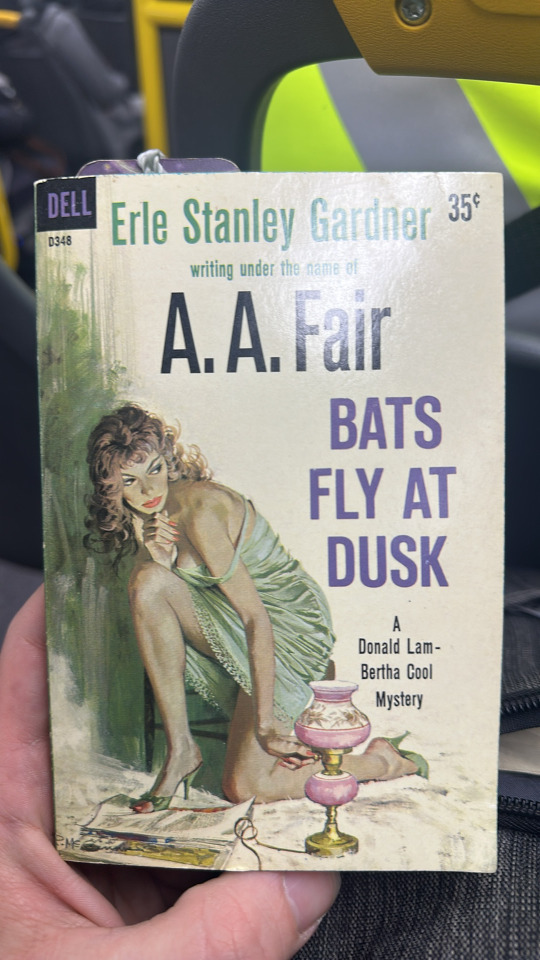 DELL
D348
Erle Stanley Gardner
35¢
writing under the name of
A. A. Fair
BATS
FLY AT
DUSK
A
Donald Lam-
Bertha Cool
Mystery